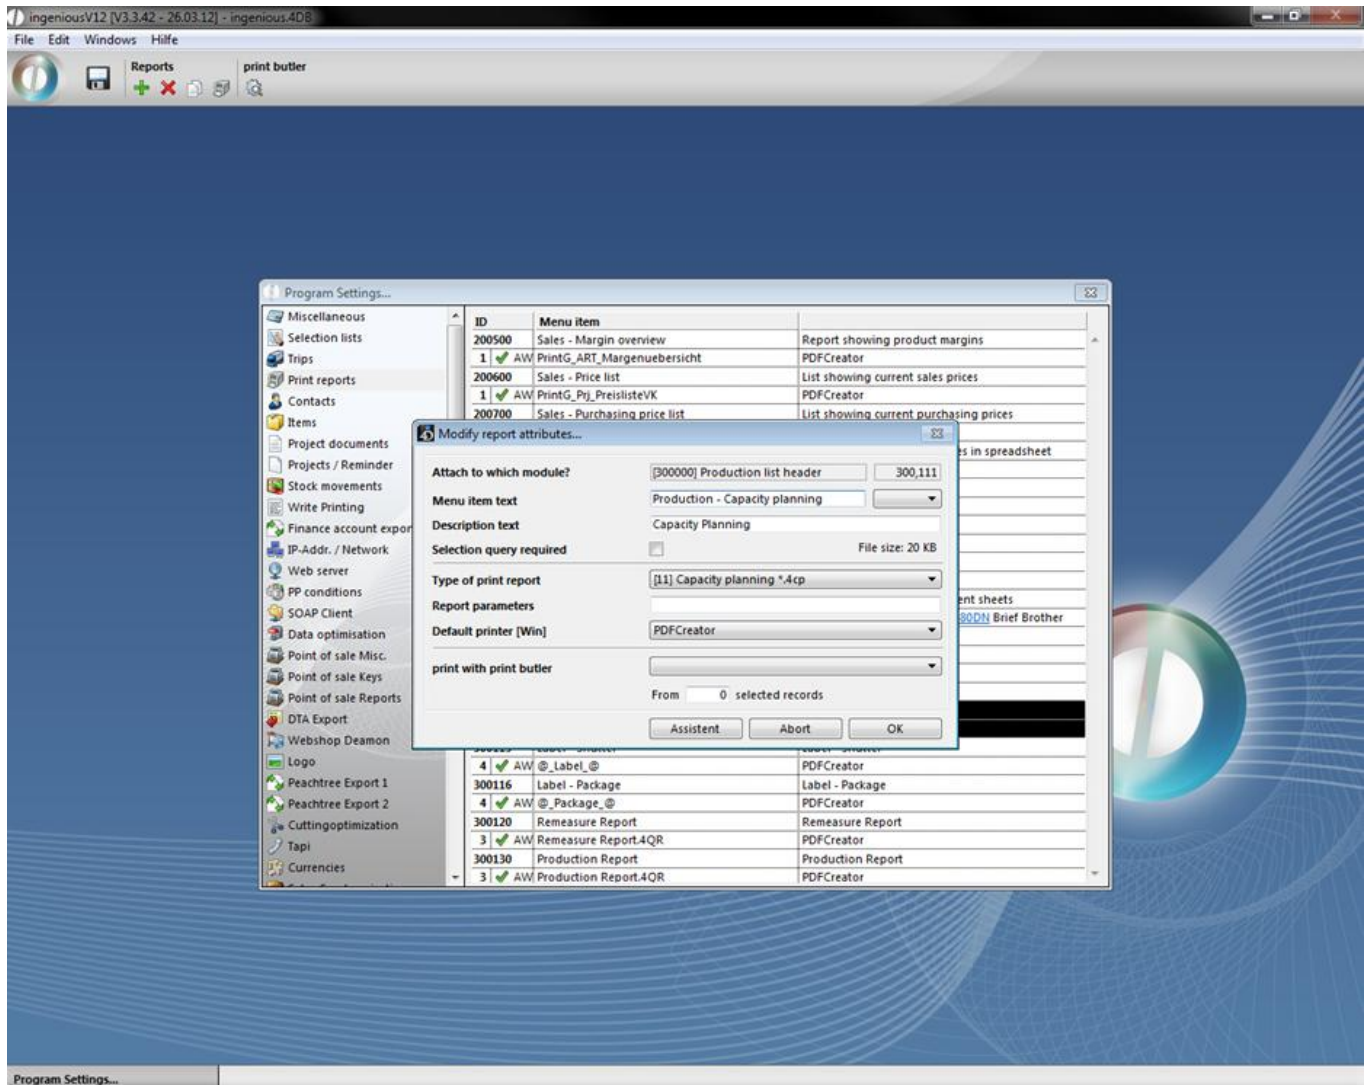 ingeniousV12 [V3.3.42 - 26.03.12] - ingenious.4DB
File Edit Windows Hilfe
Reports print butler
Program Settings...
Miscellaneous
Selection lists
Trips
Print reports
Contacts
Items
Project documents
Projects / Reminder
Stock movements
Write Printing
Finance account expor
IP-Addr. / Network
Web server
PP conditions
SOAP Client
Data optimisation
Point of sale Misc.
Point of sale Keys
Point of sale Reports
DTA Export
Webshop Deamon
Logo
Peachtree Export 1
Peachtree Export 2
Cuttingoptimization
Tapi
Currencies
ID Menu item
200500 Sales - Margin overview Report showing product margins
1 AW PrintG_ART_Margenuebersicht PDFCreator
200600 Sales - Price list List showing current sales prices
1 AW PrintG_Prj_PreislisteVK PDFCreator
200700 Sales - Purchasing price list List showing current purchasing prices
es in spreadsheet
ent sheets
80DN Brief Brother
Modify report attributes...
Attach to which module? [300000] Production list header 300,111
Menu item text Production - Capacity planning
Description text Capacity Planning
Selection query required File size: 20 KB
Type of print report [11] Capacity planning *.4cp
Report parameters
Default printer [Win] PDFCreator
print with print butler
From 0 selected records
Assistent Abort OK
4 AW @_Label_@ PDFCreator
300116 Label - Package Label - Package
4 AW @_Package_@ PDFCreator
300120 Remeasure Report Remeasure Report
3 AW Remeasure Report.4QR PDFCreator
300130 Production Report Production Report
3 AW Production Report.4QR PDFCreator
Program Settings...